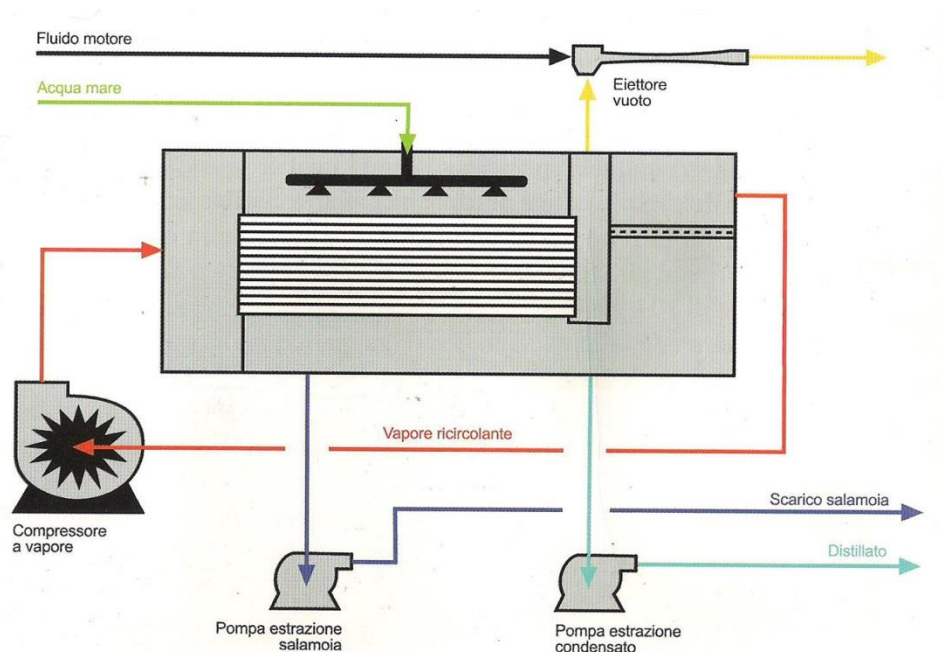 Fluido motore
Acqua mare
Eiettore
vuoto
Vapore ricircolante
Compressore
a vapore
Scarico salamoia
Distillato
Pompa estrazione
salamoia
Pompa estrazione
condensato